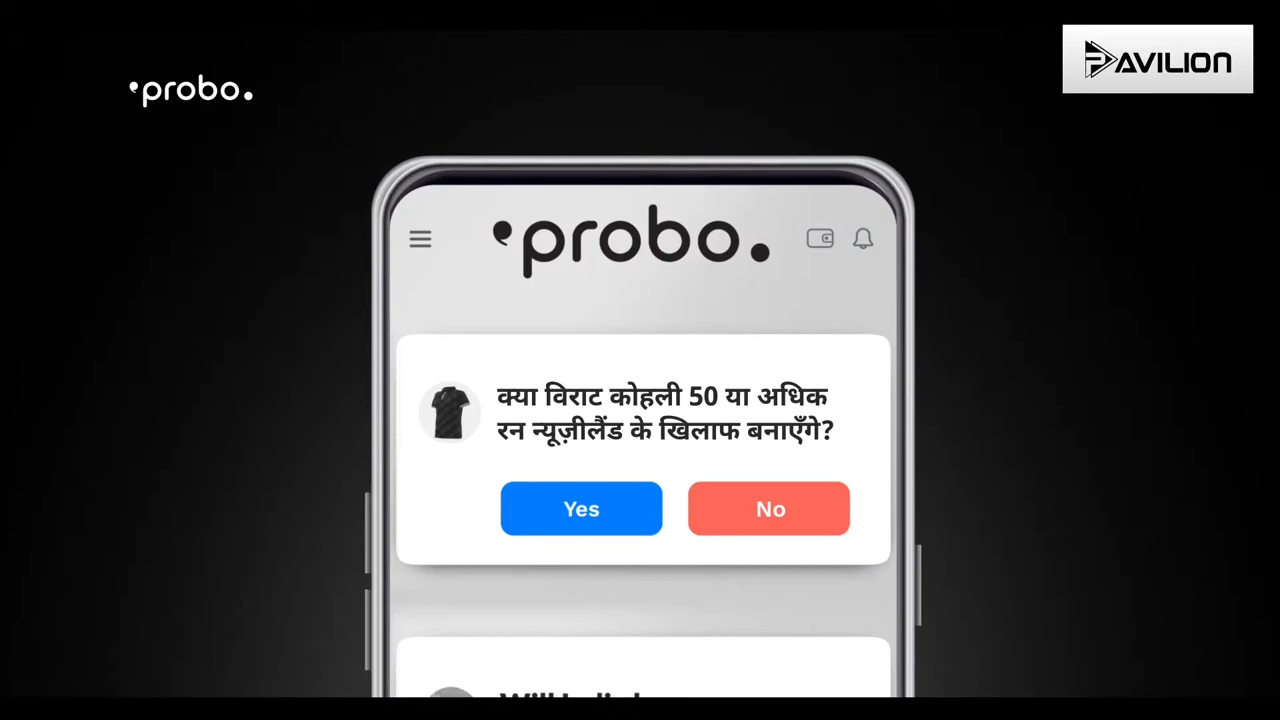 probo.
PAVILION
probo.
क्या विराट कोहली 50 या अधिक
रन न्यूज़ीलैंड के खिलाफ बनाएँगे?
Yes
No